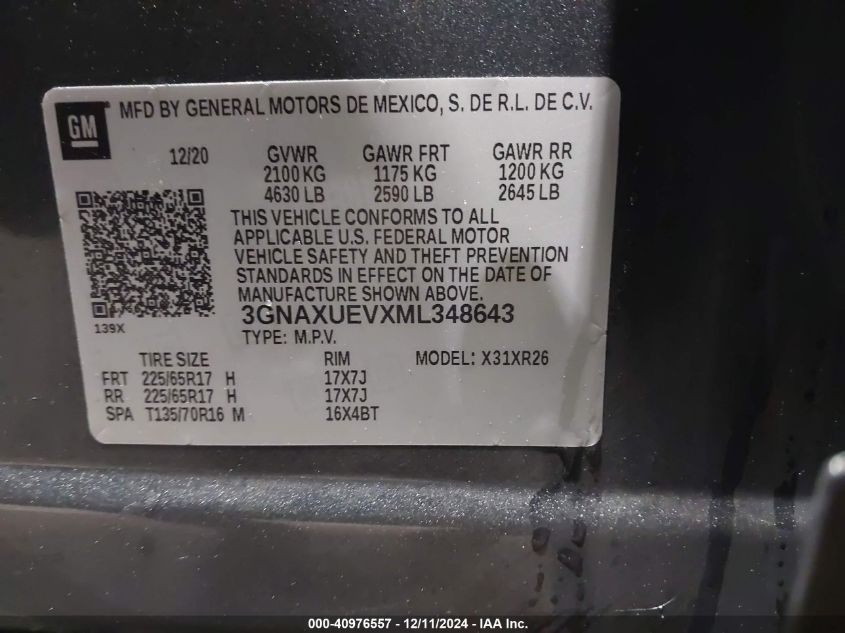 GM
MFD BY GENERAL MOTORS DE MEXICO, S. DE R.L. DE C.V.
12/20 GVWR GAWR FRT GAWR RR
2100 KG 1175 KG 1200 KG
4630 LB 2590 LB 2645 LB
THIS VEHICLE CONFORMS TO ALL
APPLICABLE U.S. FEDERAL MOTOR
VEHICLE SAFETY AND THEFT PREVENTION
STANDARDS IN EFFECT ON THE DATE OF
MANUFACTURE SHOWN ABOVE.
139X
3GNAXUEVXML348643
TYPE: M.P.V.
TIRE SIZE RIM MODEL: X31XR26
FRT 225/65R17 H 17X7J
RR 225/65R17 H 17X7J
SPA T135/70R16 M 16X4BT
000-40976557 - 12/11/2024 - IAA Inc.